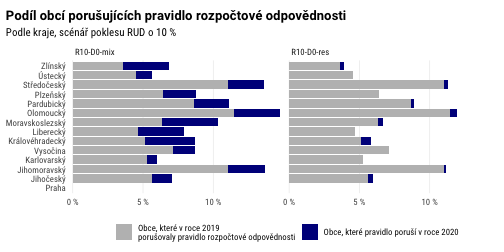 Podíl obcí porušujících pravidlo rozpočtové odpovědnosti
Podle kraje, scénář poklesu RUD o 10 %
R10-D0-mix
R10-D0-res
Zlínský
Ústecký
Středočeský
Plzeňský
Pardubický
Olomoucký
Moravskoslezský
Liberecký
Královéhradecký
Vysočina
Karlovarský
Jihomoravský
Jihočeský
Praha
0 %
5 %
10 %
0 %
5 %
10 %
Obce, které v roce 2019
porušovaly pravidlo rozpočtové odpovědnosti
Obce, které pravidlo poruší v roce 2020